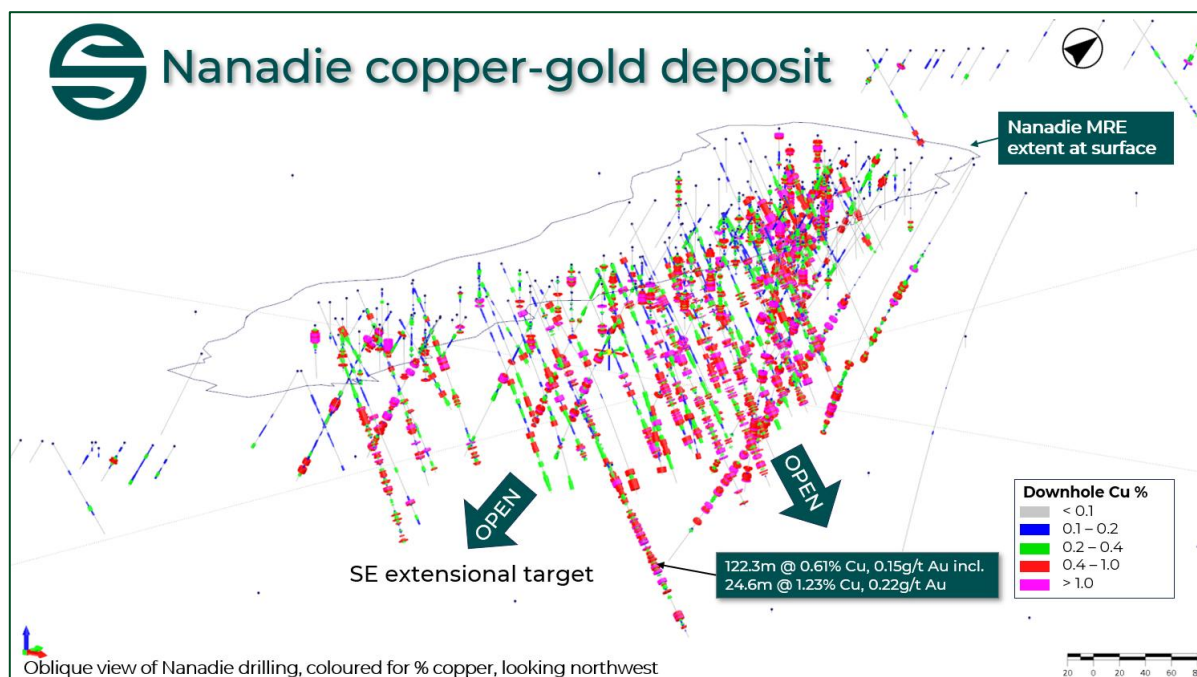 Nanadie copper-gold deposit
Nanadie MRE
extent at surface
OPEN
OPEN
SE extensional target
122.3m @ 0.61% Cu, 0.15g/t Au incl.
24.6m @ 1.23% Cu, 0.22g/t Au
Downhole Cu %
< 0.1
0.1 – 0.2
0.2 – 0.4
0.4 – 1.0
> 1.0
Oblique view of Nanadie drilling, coloured for % copper, looking northwest
20 0 20 40 60